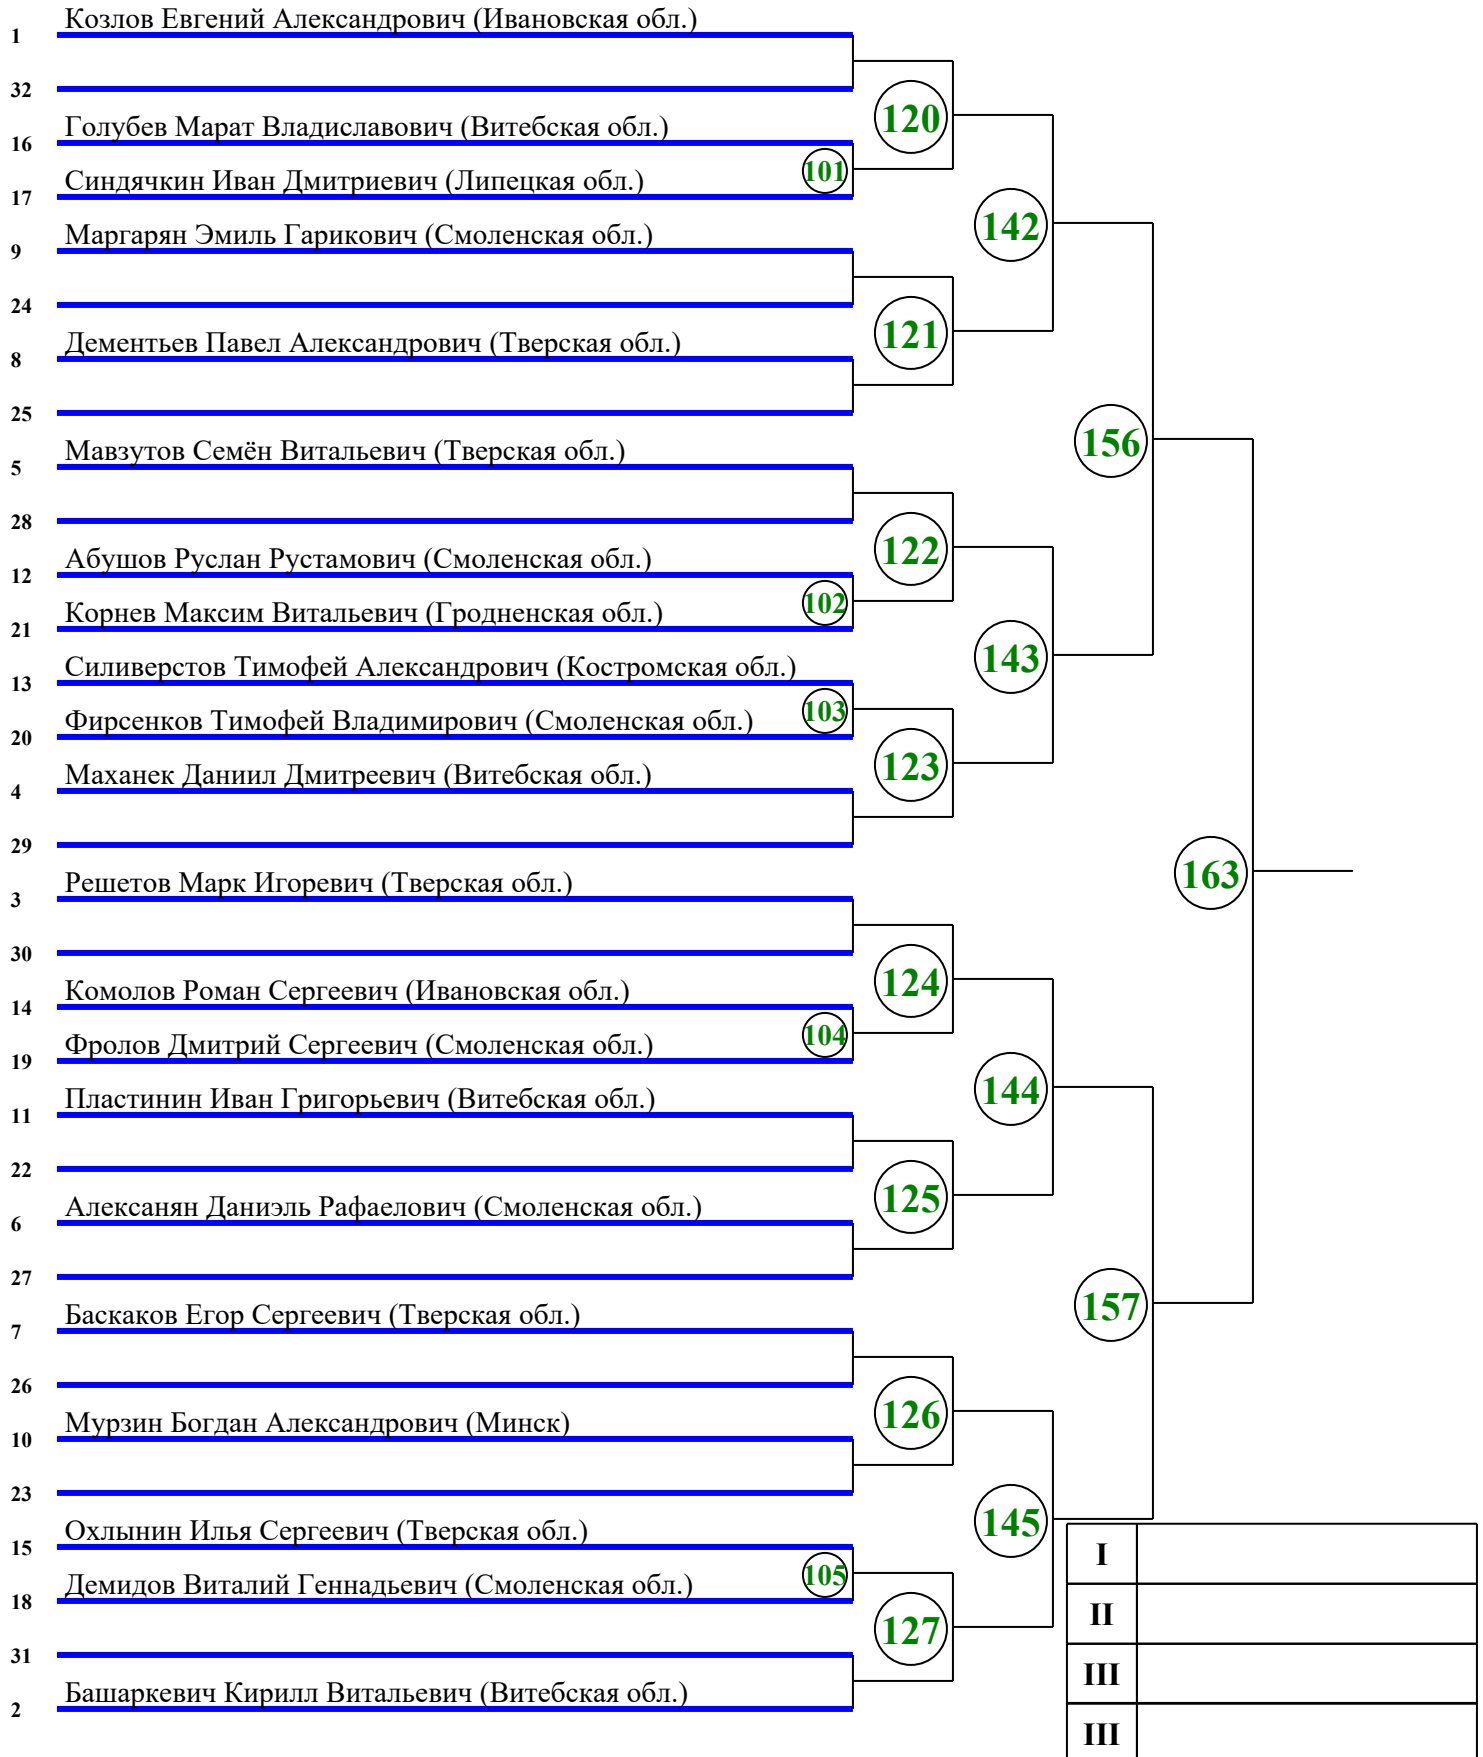 1 Козлов Евгений Александрович (Ивановская обл.)
32
120
16 Голубев Марат Владиславович (Витебская обл.)
101
17 Синдячкин Иван Дмитриевич (Липецкая обл.)
142
9 Маргарян Эмиль Гарикович (Смоленская обл.)
24
121
8 Дементьев Павел Александрович (Тверская обл.)
25
156
5 Мавзутов Семён Витальевич (Тверская обл.)
28
122
12 Абушов Руслан Рустамович (Смоленская обл.)
102
21 Корнев Максим Витальевич (Гродненская обл.)
143
13 Силиверстов Тимофей Александрович (Костромская обл.)
103
20 Фирсенков Тимофей Владимирович (Смоленская обл.)
123
4 Маханек Даниил Дмитреевич (Витебская обл.)
29
163
3 Решетов Марк Игоревич (Тверская обл.)
30
124
14 Комолов Роман Сергеевич (Ивановская обл.)
104
19 Фролов Дмитрий Сергеевич (Смоленская обл.)
144
11 Пластинин Иван Григорьевич (Витебская обл.)
22
125
6 Алексанян Даниэль Рафаелович (Смоленская обл.)
27
157
7 Баскаков Егор Сергеевич (Тверская обл.)
26
126
10 Мурзин Богдан Александрович (Минск)
23
145
15 Охлынин Илья Сергеевич (Тверская обл.)
105
18 Демидов Виталий Геннадьевич (Смоленская обл.)
127
31
2 Башаркевич Кирилл Витальевич (Витебская обл.)
I
II
III
III